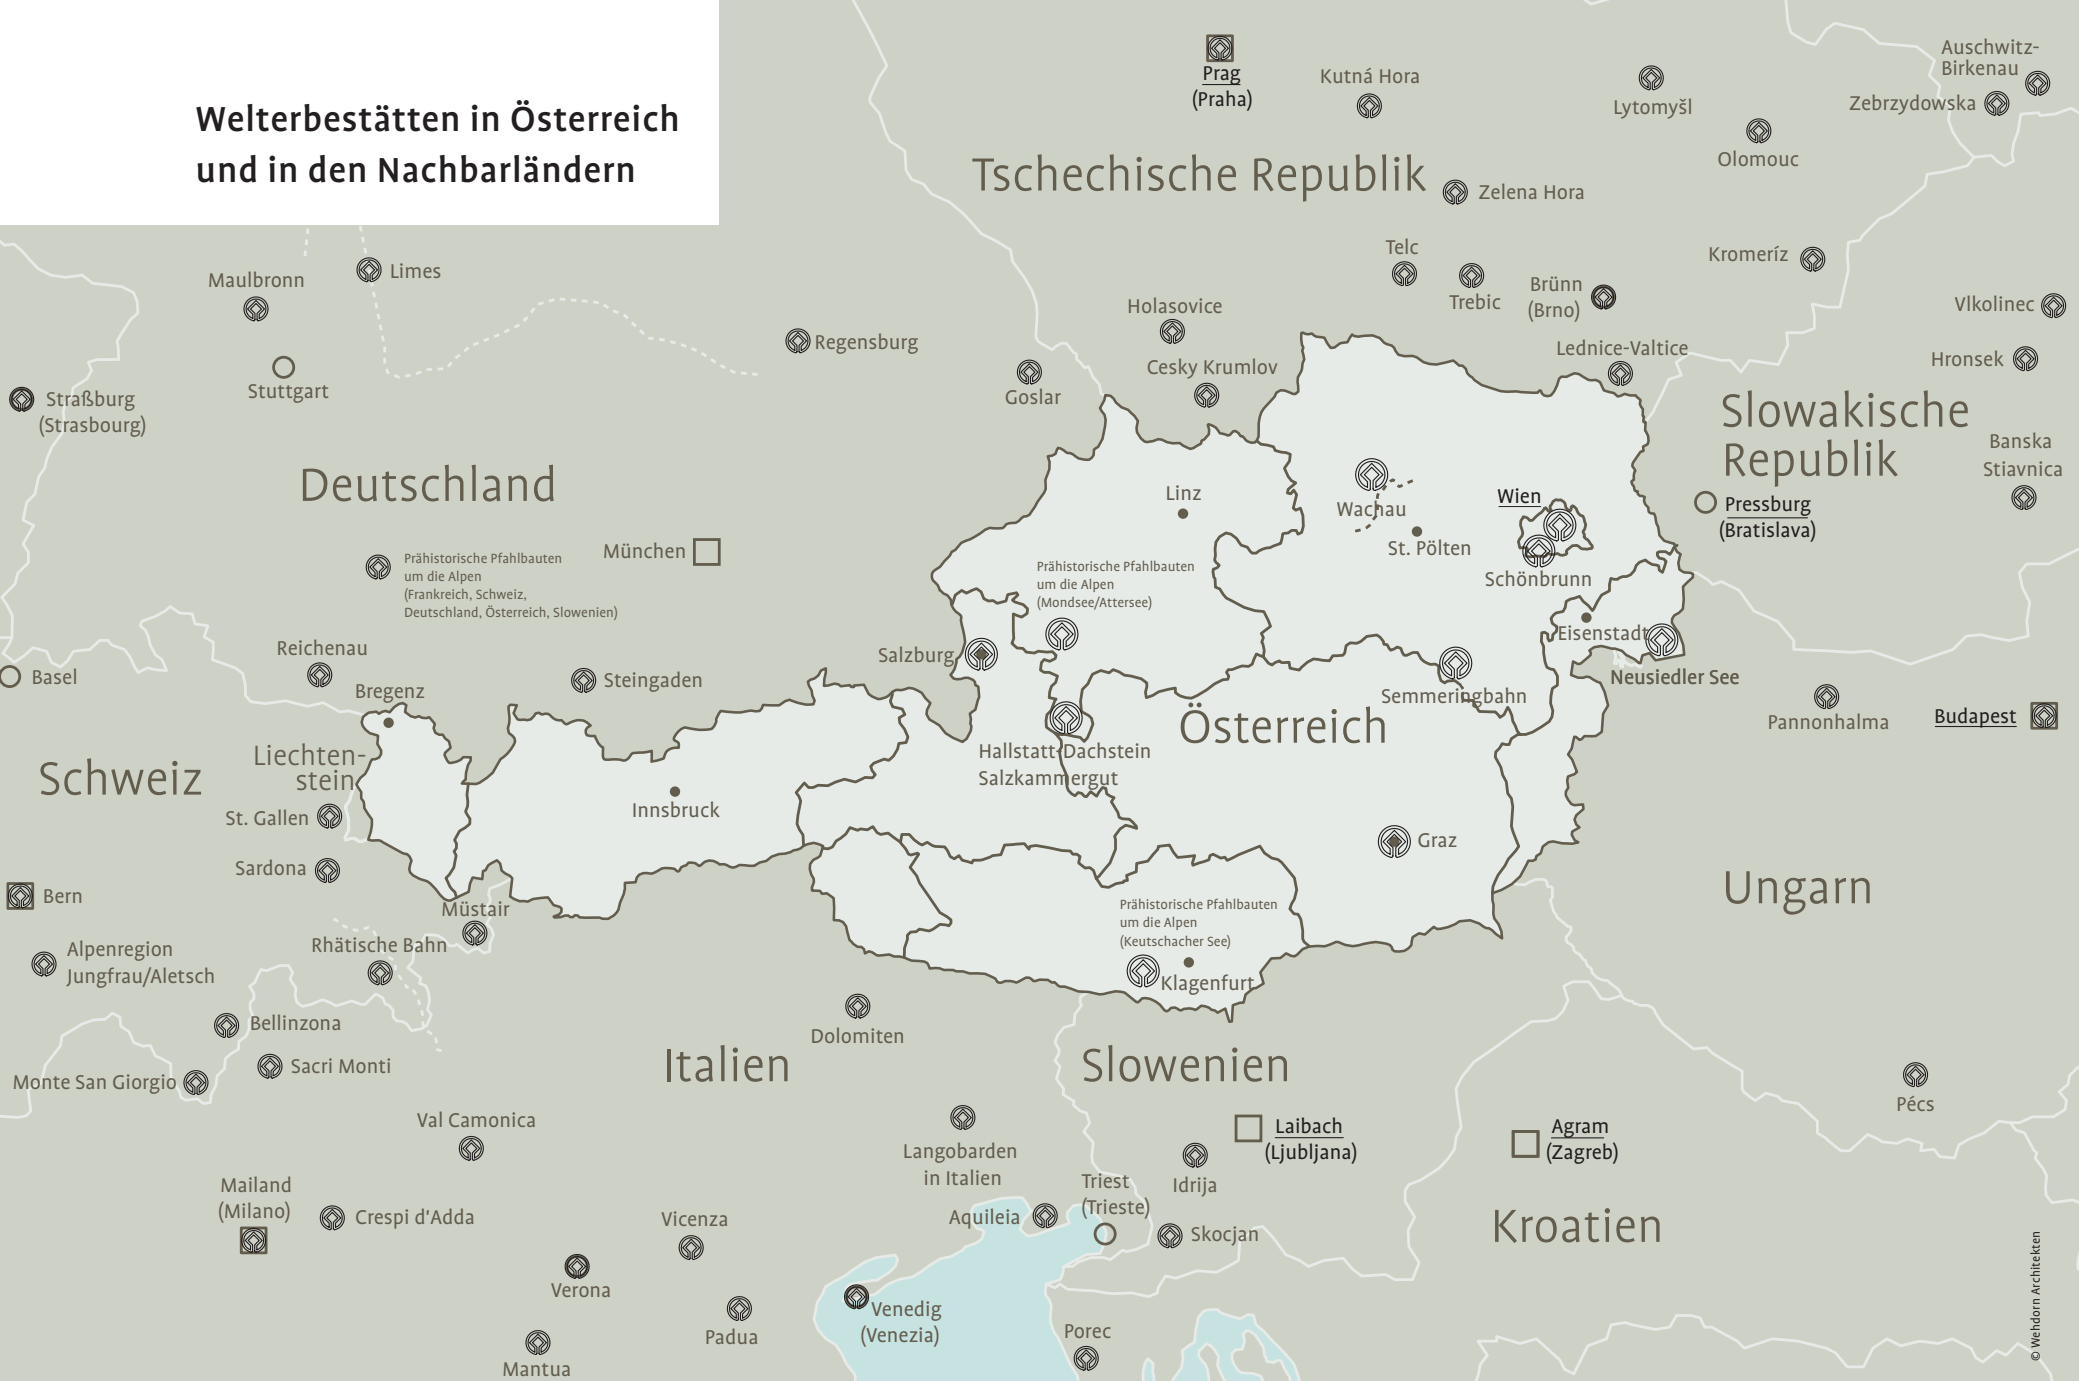 Welterbestätten in Österreich
und in den Nachbarländern
Prag
(Praha)
Kutná Hora
Lytomyšl
Auschwitz-
Birkenau
Zebrzydowska
Olomouc
Tschechische Republik
Zelena Hora
Telc
Trebic
Brünn
(Brno)
Kromeríz
Vlkolinec
Maulbronn
Limes
Holasovice
Regensburg
Lednice-Valtice
Hronsek
Cesky Krumlov
Stuttgart
Goslar
Straßburg
(Strasbourg)
Slowakische
Republik
Banska
Stiavnica
Deutschland
Linz
Wachau
Wien
Pressburg
(Bratislava)
St. Pölten
München
Prähistorische Pfahlbauten
um die Alpen
(Frankreich, Schweiz,
Deutschland, Österreich, Slowenien)
Prähistorische Pfahlbauten
um die Alpen
(Mondsee/Attersee)
Schönbrunn
Eisenstadt
Reichenau
Salzburg
Basel
Steingaden
Neusiedler See
Bregenz
Semmeringbahn
Österreich
Pannonhalma
Budapest
Liechten-
stein
Schweiz
Hallstatt-Dachstein
Salzkammergut
Innsbruck
St. Gallen
Graz
Sardona
Ungarn
Bern
Müstair
Prähistorische Pfahlbauten
um die Alpen
(Keutschacher See)
Rhätische Bahn
Alpenregion
Jungfrau/Aletsch
Klagenfurt
Bellinzona
Dolomiten
Sacri Monti
Italien
Slowenien
Monte San Giorgio
Pécs
Val Camonica
Laibach
(Ljubljana)
Agram
(Zagreb)
Langobarden
in Italien
Idrija
Triest
(Trieste)
Mailand
(Milano)
Crespi d'Adda
Vicenza
Aquileia
Skocjan
Kroatien
Verona
Venedig
(Venezia)
Padua
Porec
Mantua
© Wehdorn Architekten